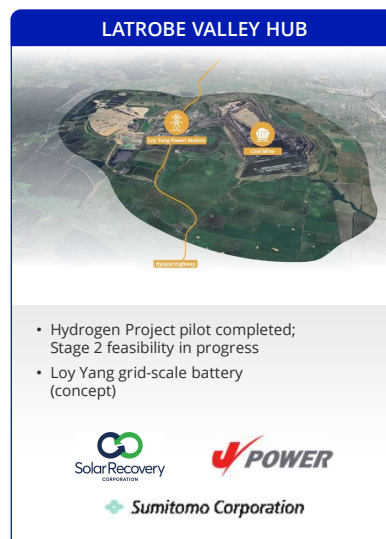 LATROBE VALLEY HUB
Loy Yang Power Station
Coal Mine
Hyland Highway
• Hydrogen Project pilot completed;
Stage 2 feasibility in progress
• Loy Yang grid-scale battery
(concept)
Solar Recovery
CORPORATION
J POWER
Sumitomo Corporation